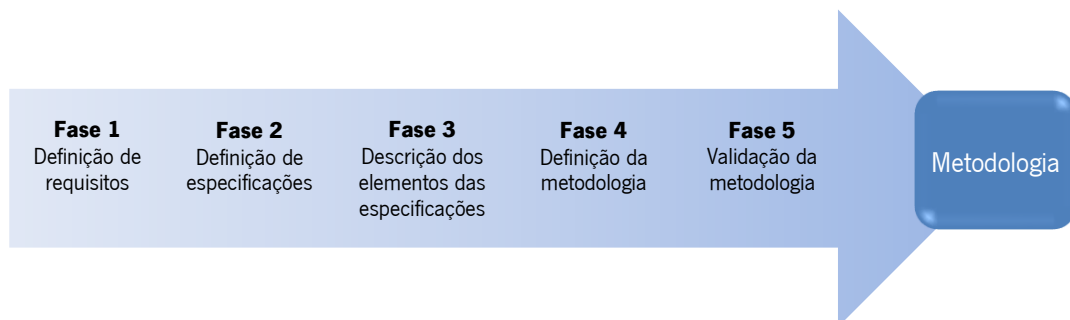 Fase 1
Definição de
requisitos
Fase 2
Definição de
especificações
Fase 3
Descrição dos
elementos das
especificações
Fase 4
Definição da
metodologia
Fase 5
Validação da
metodologia
Metodologia